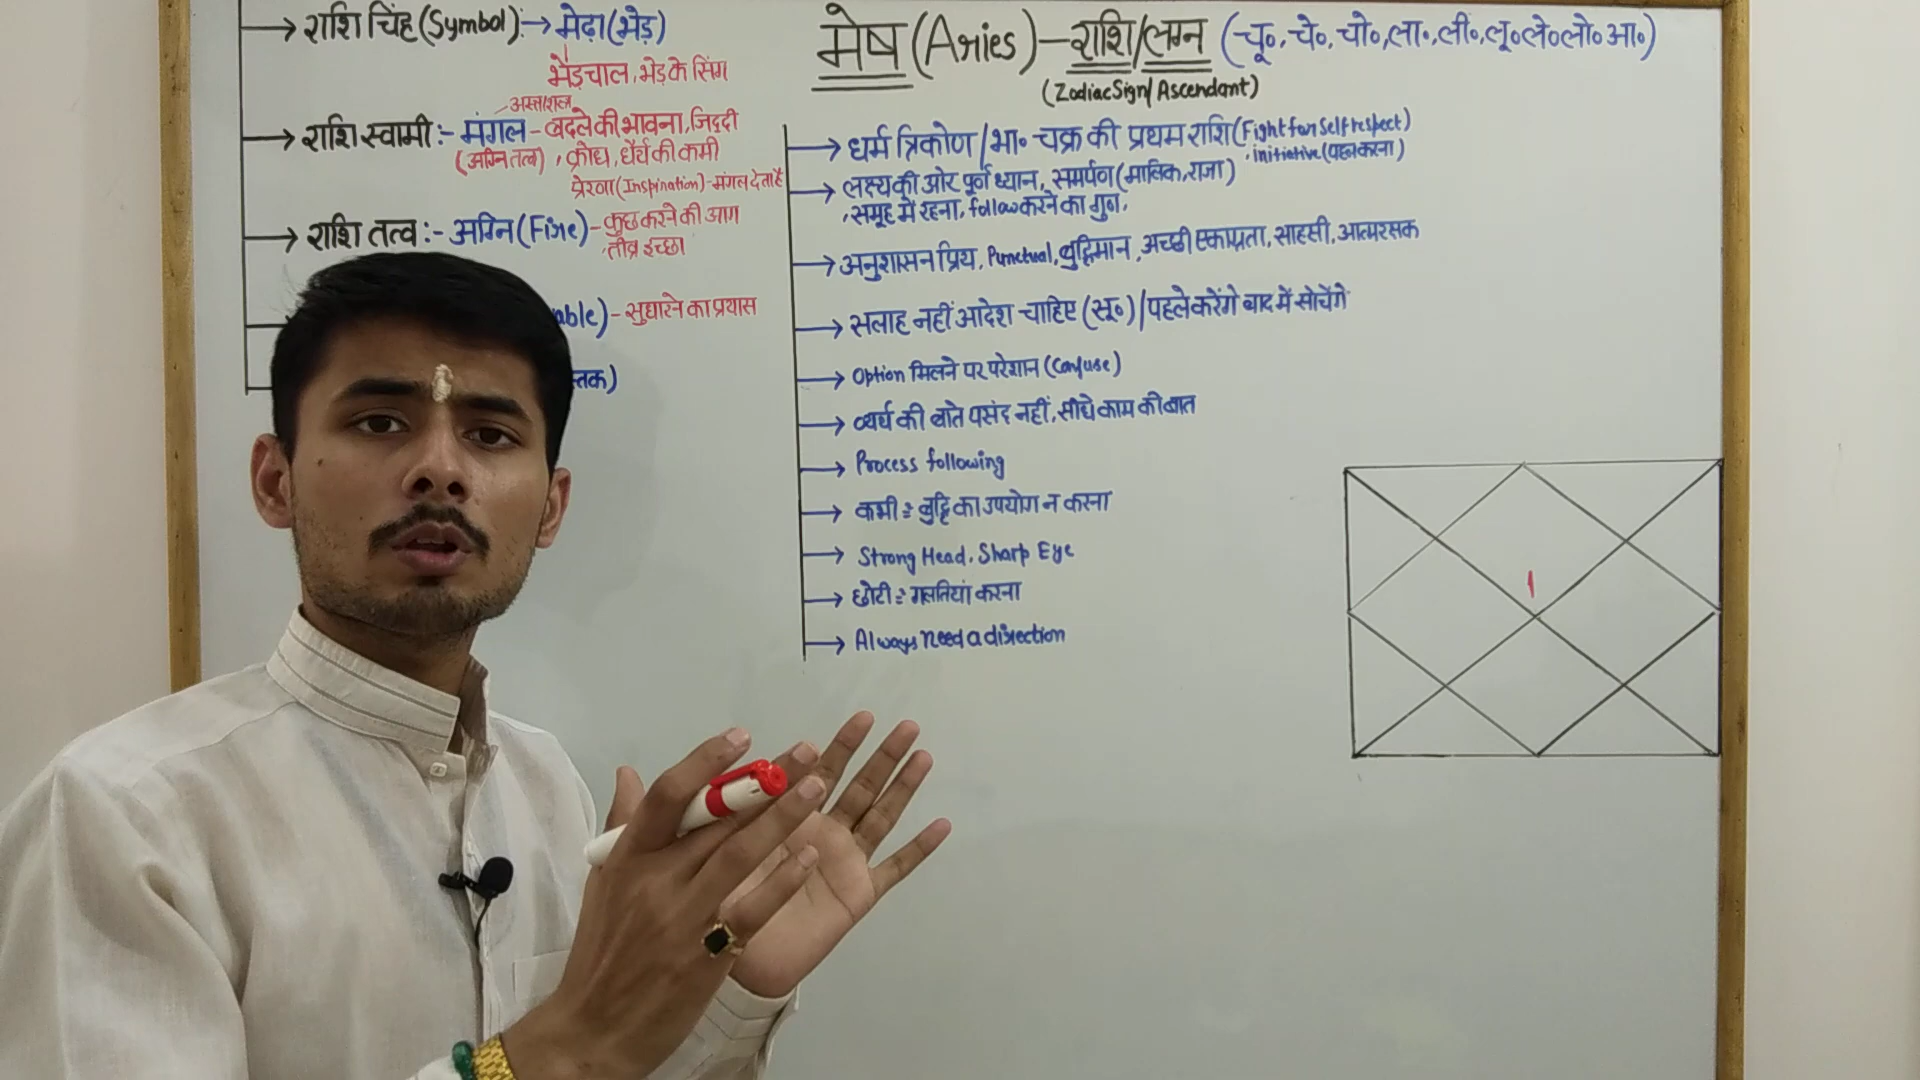 मेष (Aries) – राशि/लग्न (चू०, चे०, चो०, ला०, ली०, लू० ले० लो० आ०)
(Zodiac Sign/Ascendant)
→ राशि चिंह (Symbol):→ मेढ़ा (भेड़)
भेड़चाल, भेड़ के सिंग
अस्त्र/शस्त्र
→ राशि स्वामी:- मंगल – बदले की भावना, जिद्दी
(अग्नि तत्व), क्रोध, धैर्य की कमी
प्रेरणा (Inspiration) – मंगल देता है
→ राशि तत्व:- अग्नि (Fire) – कुछ करने की आग
, तीव्र इच्छा
able) – सुधारने का प्रयास
स्तक)
→ धर्म त्रिकोण / भा० चक्र की प्रथम राशि (Fight for Self respect)
, initiative (पहल करना)
→ लक्ष्य की ओर पूर्ण ध्यान, समर्पण (मालिक, राजा)
, समूह में रहना, follow करने का गुण,
→ अनुशासन प्रिय, Punctual, बुद्धिमान, अच्छी एकाग्रता, साहसी, आत्मरक्षक
→ सलाह नहीं आदेश चाहिए (सू०) / पहले करेंगे बाद में सोचेंगे
→ Option मिलने पर परेशान (Confuse)
→ व्यर्थ की बाते पसंद नहीं, सीधे काम की बात
→ Process following
→ कमी :- बुद्धि का उपयोग न करना
→ Strong Head, Sharp Eye
→ छोटी :- गलतियां करना
→ Always need a direction
1